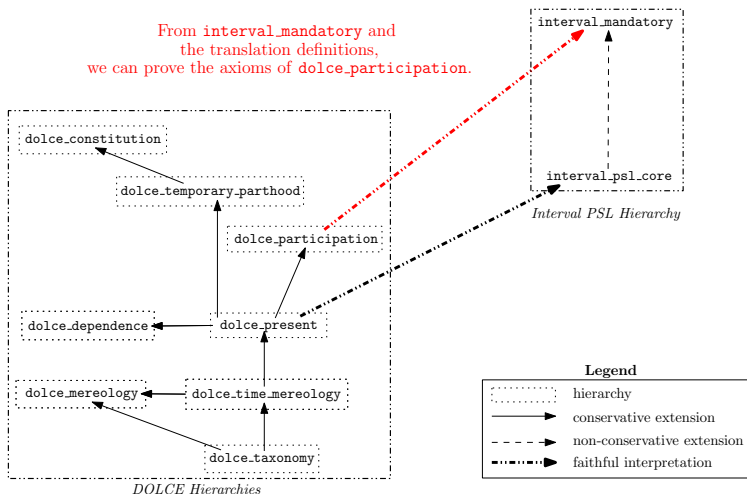 From interval_mandatory and
the translation definitions,
we can prove the axioms of dolce_participation.
interval_mandatory
interval_psl_core
Interval PSL Hierarchy
dolce_constitution
dolce_temporary_parthood
dolce_participation
dolce_dependence
dolce_present
dolce_mereology
dolce_time_mereology
dolce_taxonomy
DOLCE Hierarchies
Legend
hierarchy
conservative extension
non-conservative extension
faithful interpretation